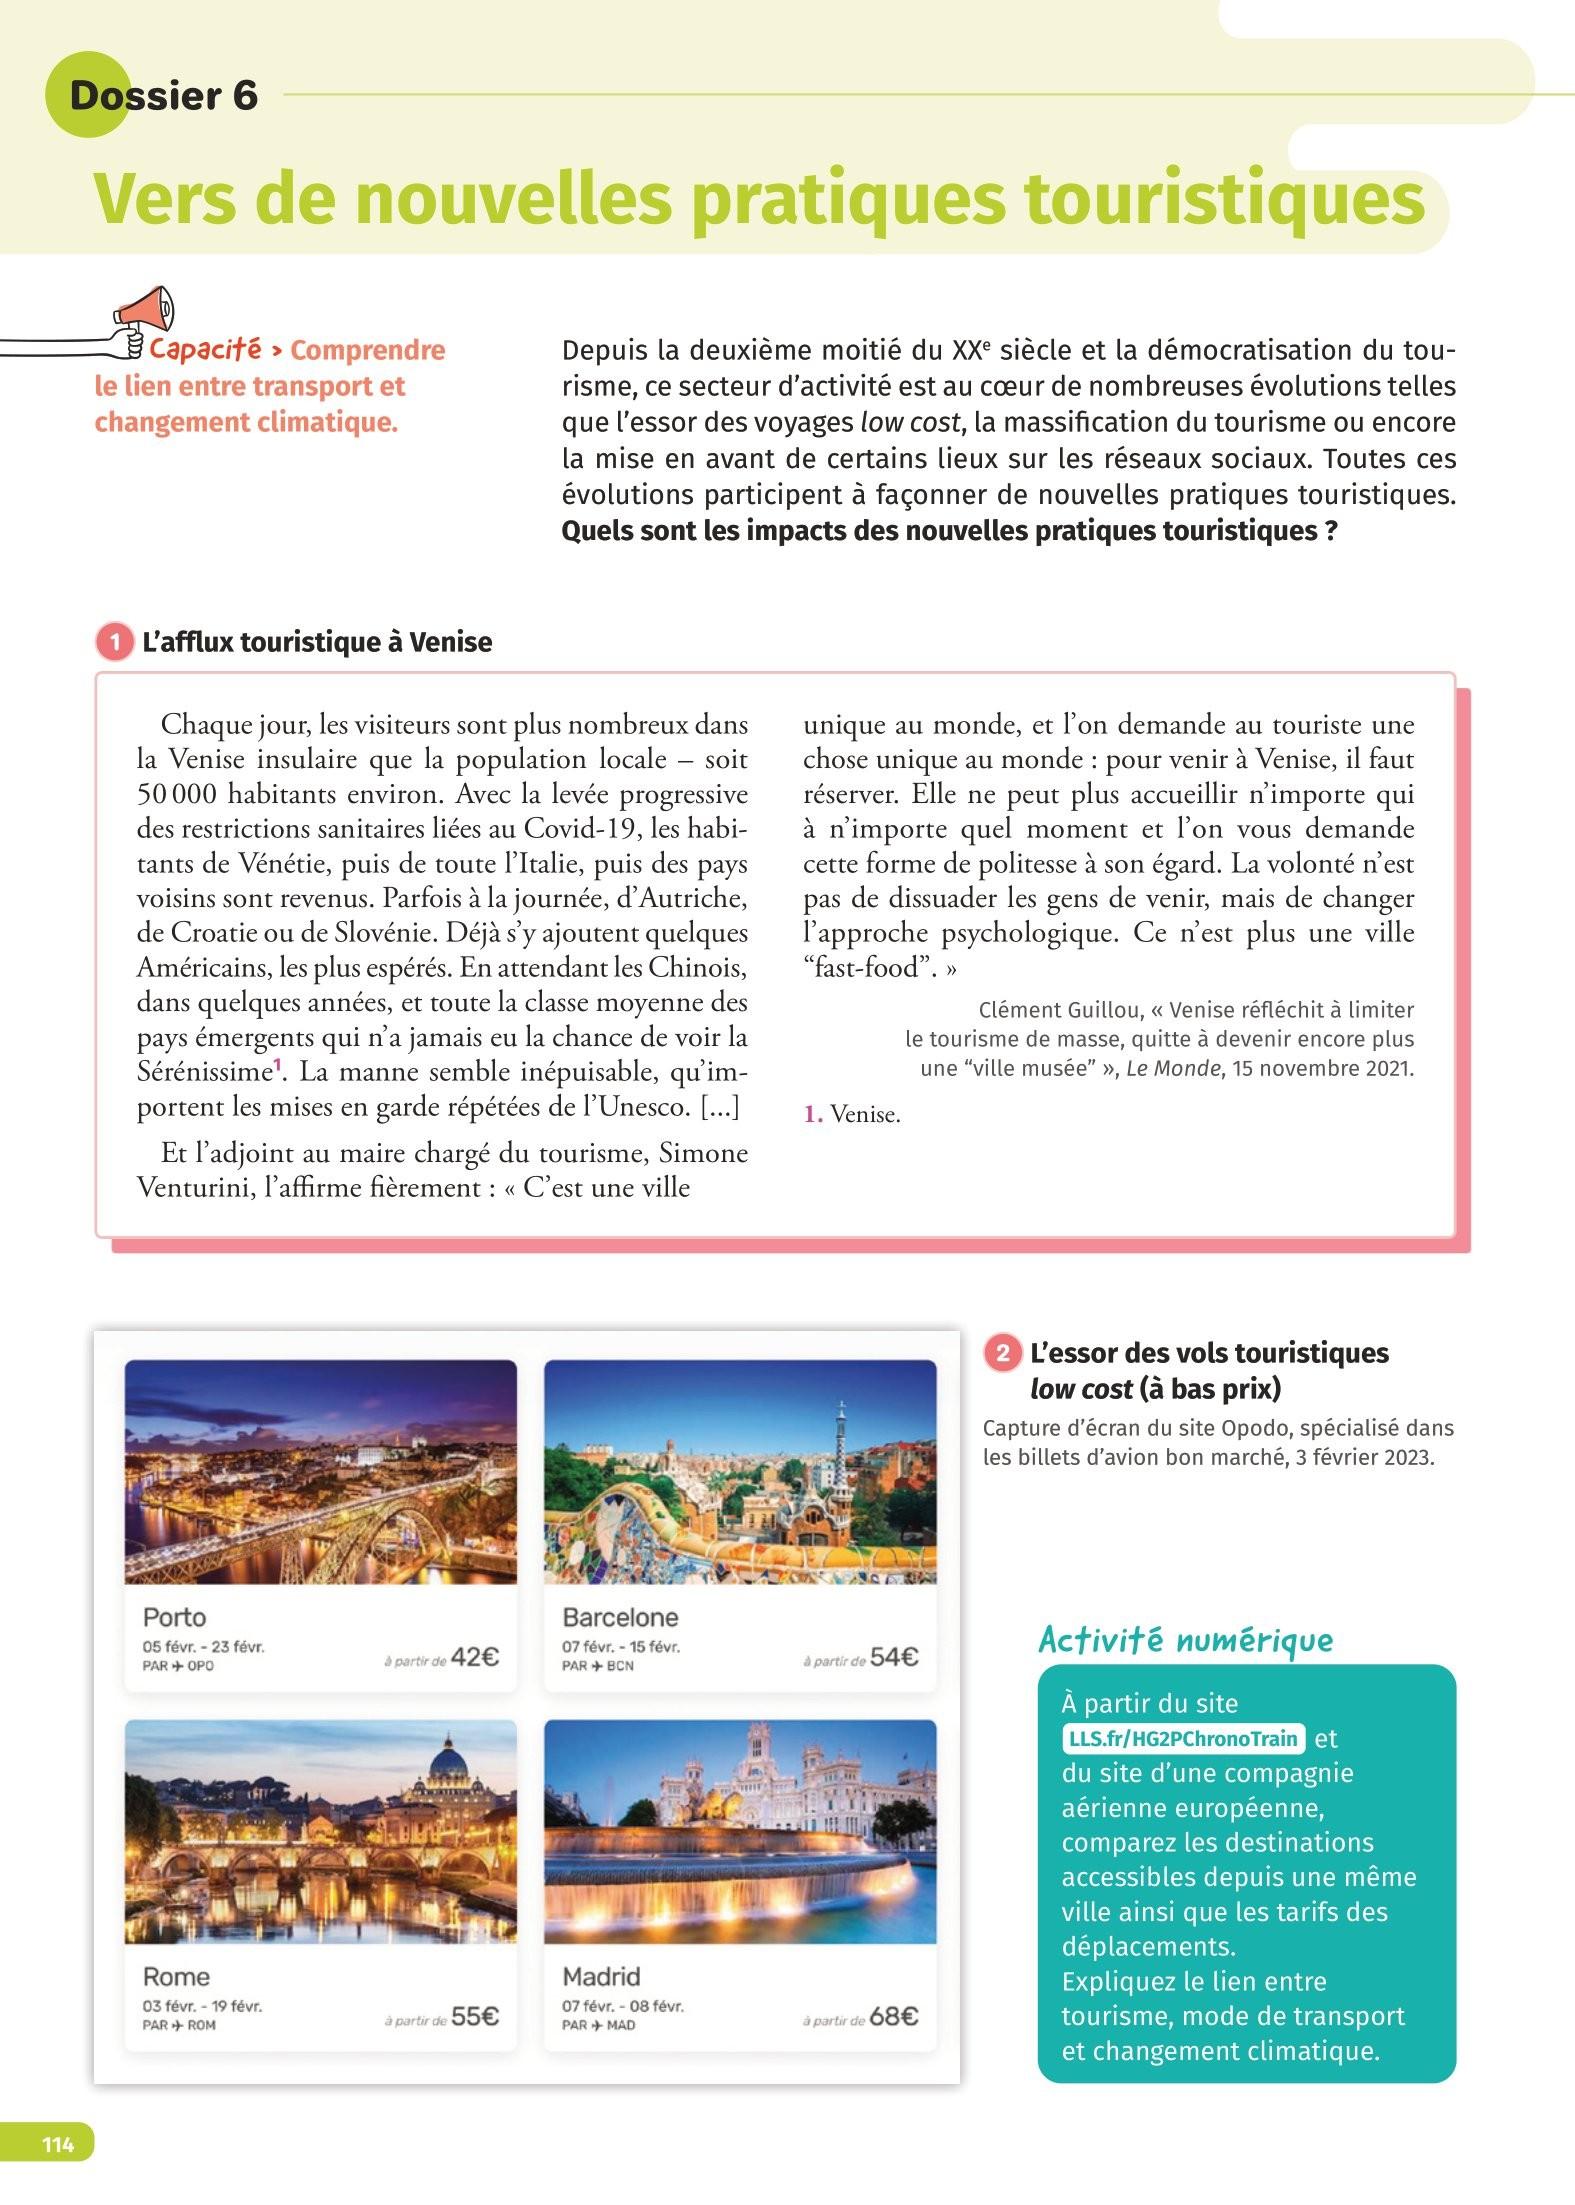 Dossier 6
Vers de nouvelles pratiques touristiques
Capacité > Comprendre
le lien entre transport et
changement climatique.
Depuis la deuxième moitié du XXe siècle et la démocratisation du tou-
risme, ce secteur d’activité est au cœur de nombreuses évolutions telles
que l’essor des voyages low cost, la massification du tourisme ou encore
la mise en avant de certains lieux sur les réseaux sociaux. Toutes ces
évolutions participent à façonner de nouvelles pratiques touristiques.
Quels sont les impacts des nouvelles pratiques touristiques ?
1 L’afflux touristique à Venise
Chaque jour, les visiteurs sont plus nombreux dans
la Venise insulaire que la population locale – soit
50 000 habitants environ. Avec la levée progressive
des restrictions sanitaires liées au Covid-19, les habi-
tants de Vénétie, puis de toute l’Italie, puis des pays
voisins sont revenus. Parfois à la journée, d’Autriche,
de Croatie ou de Slovénie. Déjà s’y ajoutent quelques
Américains, les plus espérés. En attendant les Chinois,
dans quelques années, et toute la classe moyenne des
pays émergents qui n’a jamais eu la chance de voir la
Sérénissime1. La manne semble inépuisable, qu’im-
portent les mises en garde répétées de l’Unesco. [...]
Et l’adjoint au maire chargé du tourisme, Simone
Venturini, l’affirme fièrement : « C’est une ville
unique au monde, et l’on demande au touriste une
chose unique au monde : pour venir à Venise, il faut
réserver. Elle ne peut plus accueillir n’importe qui
à n’importe quel moment et l’on vous demande
cette forme de politesse à son égard. La volonté n’est
pas de dissuader les gens de venir, mais de changer
l’approche psychologique. Ce n’est plus une ville
“fast-food”. »
Clément Guillou, « Venise réfléchit à limiter
le tourisme de masse, quitte à devenir encore plus
une “ville musée” », Le Monde, 15 novembre 2021.
1. Venise.
Porto
05 févr. - 23 févr.
PAR ✈ OPO
à partir de 42€
Barcelone
07 févr. - 15 févr.
PAR ✈ BCN
à partir de 54€
Rome
03 févr. - 19 févr.
PAR ✈ ROM
à partir de 55€
Madrid
07 févr. - 08 févr.
PAR ✈ MAD
à partir de 68€
2 L’essor des vols touristiques
low cost (à bas prix)
Capture d’écran du site Opodo, spécialisé dans
les billets d’avion bon marché, 3 février 2023.
Activité numérique
À partir du site
LLS.fr/HG2PChronoTrain et
du site d’une compagnie
aérienne européenne,
comparez les destinations
accessibles depuis une même
ville ainsi que les tarifs des
déplacements.
Expliquez le lien entre
tourisme, mode de transport
et changement climatique.
114